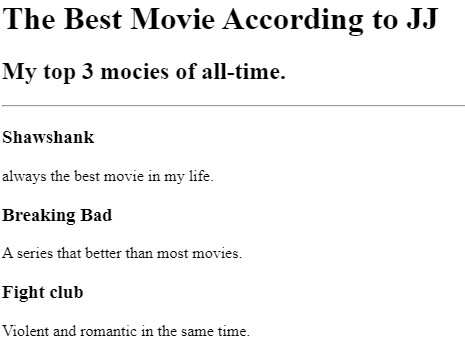 The Best Movie According to JJ
My top 3 mocies of all-time.
Shawshank
always the best movie in my life.
Breaking Bad
A series that better than most movies.
Fight club
Violent and romantic in the same time.